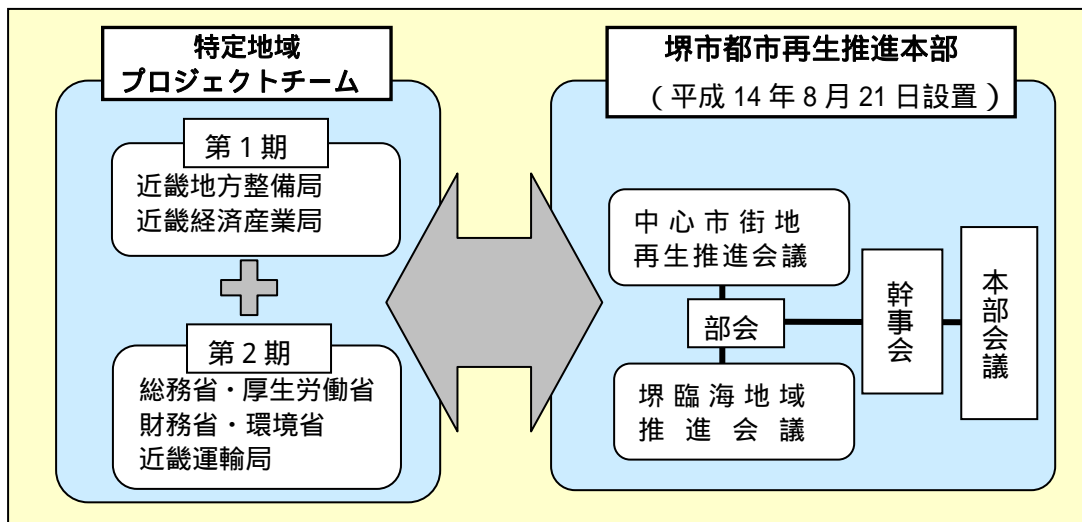 特定地域
プロジェクトチーム
第1期
近畿地方整備局
近畿経済産業局
第2期
総務省・厚生労働省
財務省・環境省
近畿運輸局
堺市都市再生推進本部
（平成 14 年 8 月 21 日設置）
中心市街地
再生推進会議
部会
堺臨海地域
推進会議
幹事会
本部会議